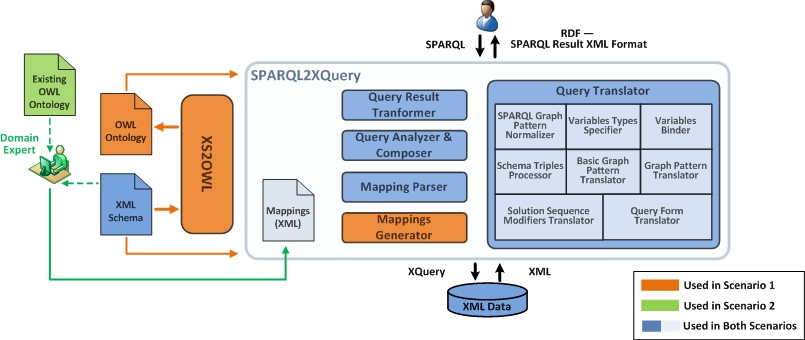 SPARQL
RDF —
SPARQL Result XML Format
Existing
OWL
Ontology
Domain
Expert
OWL
Ontology
XML
Schema
XS2OWL
SPARQL2XQuery
Mappings
(XML)
Query Result
Tranformer
Query Analyzer &
Composer
Mapping Parser
Mappings
Generator
Query Translator
SPARQL Graph
Pattern
Normalizer
Variables Types
Specifier
Variables
Binder
Schema Triples
Processor
Basic Graph
Pattern
Translator
Graph Pattern
Translator
Solution Sequence
Modifiers Translator
Query Form
Translator
XQuery
XML
XML Data
Used in Scenario 1
Used in Scenario 2
Used in Both Scenarios